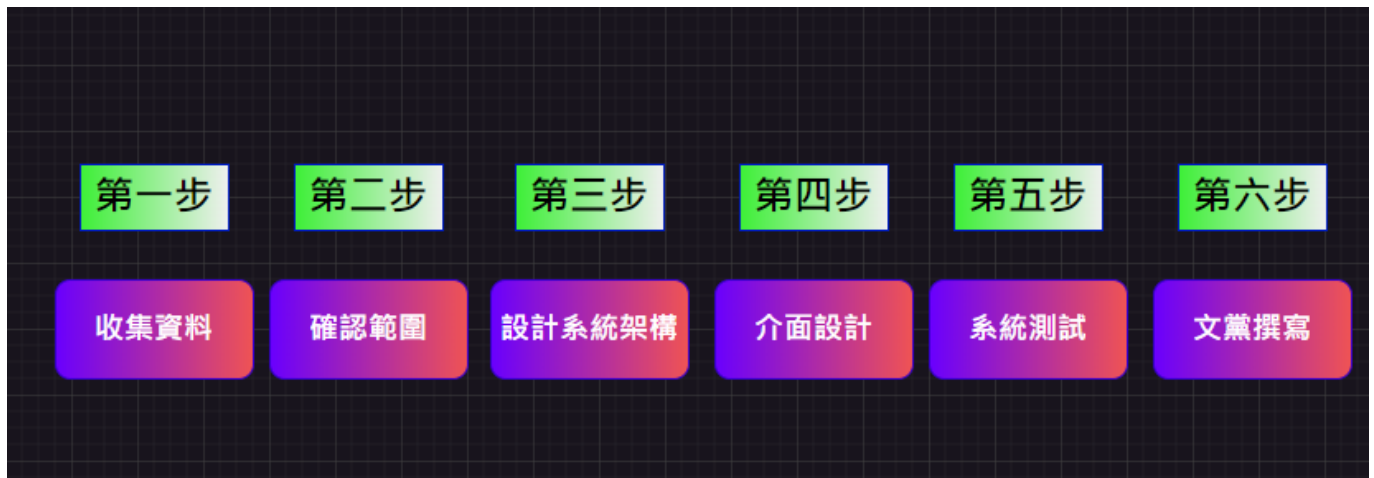 第一步
第二步
第三步
第四步
第五步
第六步
收集資料
確認範圍
設計系統架構
介面設計
系統測試
文黨撰寫